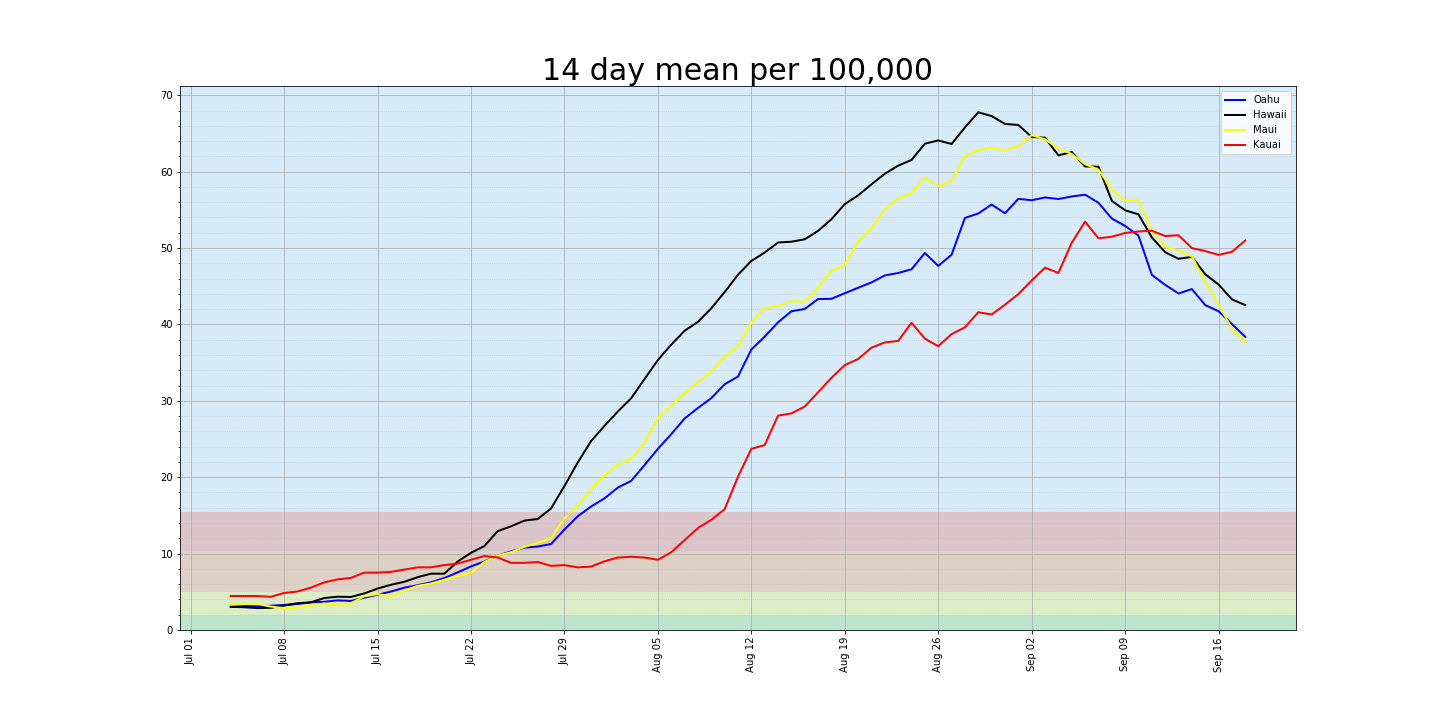 14 day mean per 100,000
70
60
50
40
30
20
10
0
Oahu
Hawaii
Maui
Kauai
Jul 01
Jul 08
Jul 15
Jul 22
Jul 29
Aug 05
Aug 12
Aug 19
Aug 26
Sep 02
Sep 09
Sep 16